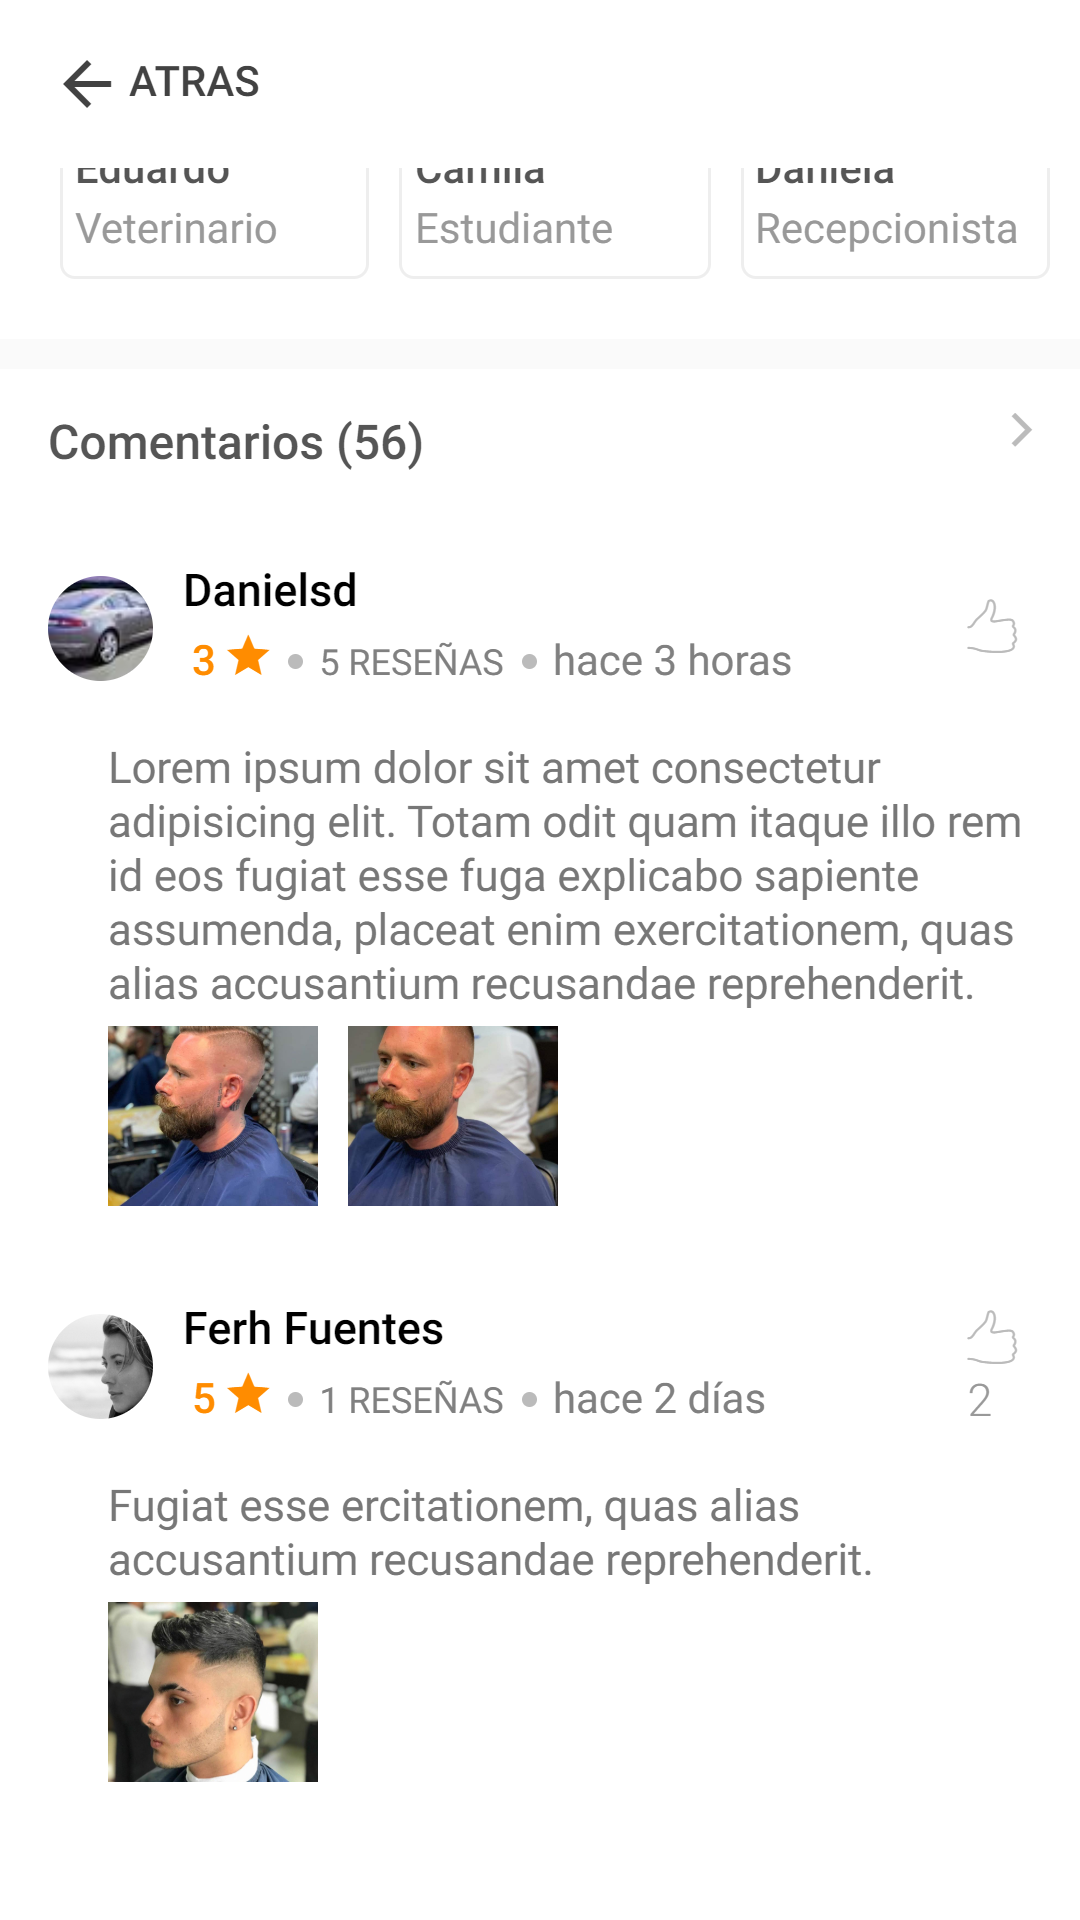 ATRAS
Eduardo
Camila
Daniela
Veterinario
Estudiante
Recepcionista
Comentarios (56)
Danielsd
3 • 5 RESEÑAS • hace 3 horas
Lorem ipsum dolor sit amet consectetur
adipisicing elit. Totam odit quam itaque illo rem
id eos fugiat esse fuga explicabo sapiente
assumenda, placeat enim exercitationem, quas
alias accusantium recusandae reprehenderit.
Ferh Fuentes
5 • 1 RESEÑAS • hace 2 días
2
Fugiat esse ercitationem, quas alias
accusantium recusandae reprehenderit.